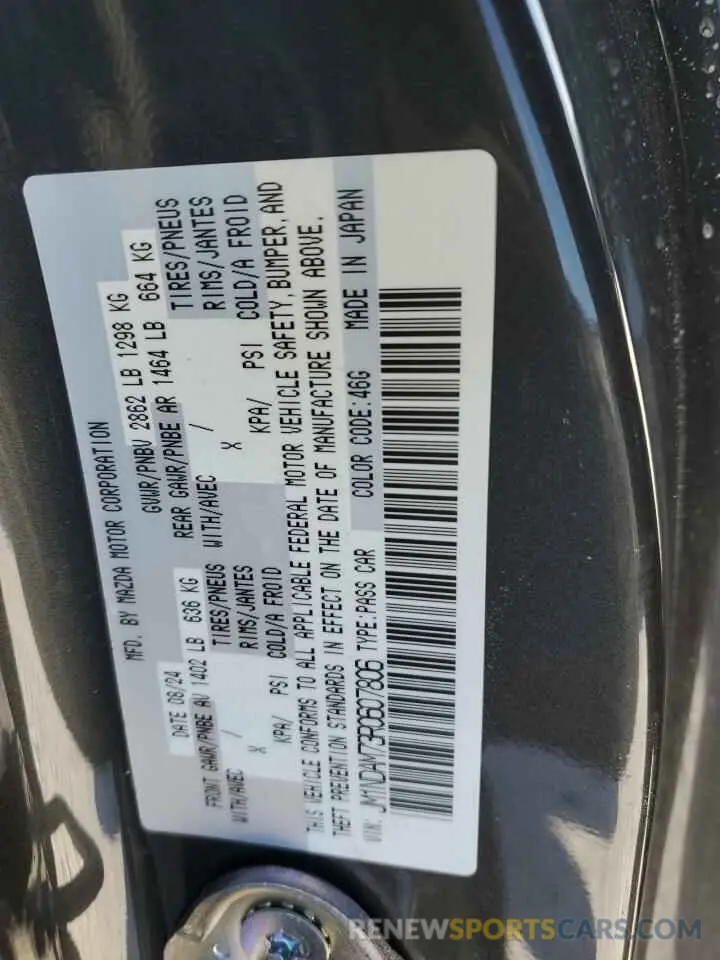 MFD. BY MAZDA MOTOR CORPORATION
DATE 08/24 GVWR/PNBV 2862 LB 1298 KG
FRONT GAWR/PNBE AV 1402 LB 636 KG REAR GAWR/PNBE AR 1464 LB 664 KG
WITH/AVEC / TIRES/PNEUS WITH/AVEC / TIRES/PNEUS
X RIMS/JANTES X RIMS/JANTES
KPA/ PSI COLD/A FROID KPA/ PSI COLD/A FROID
THIS VEHICLE CONFORMS TO ALL APPLICABLE FEDERAL MOTOR VEHICLE SAFETY, BUMPER, AND
THEFT PREVENTION STANDARDS IN EFFECT ON THE DATE OF MANUFACTURE SHOWN ABOVE.
VIN: JM1NDAM73R0607806 TYPE:PASS CAR COLOR CODE:46G MADE IN JAPAN
RENEWSPORTSCARS.COM